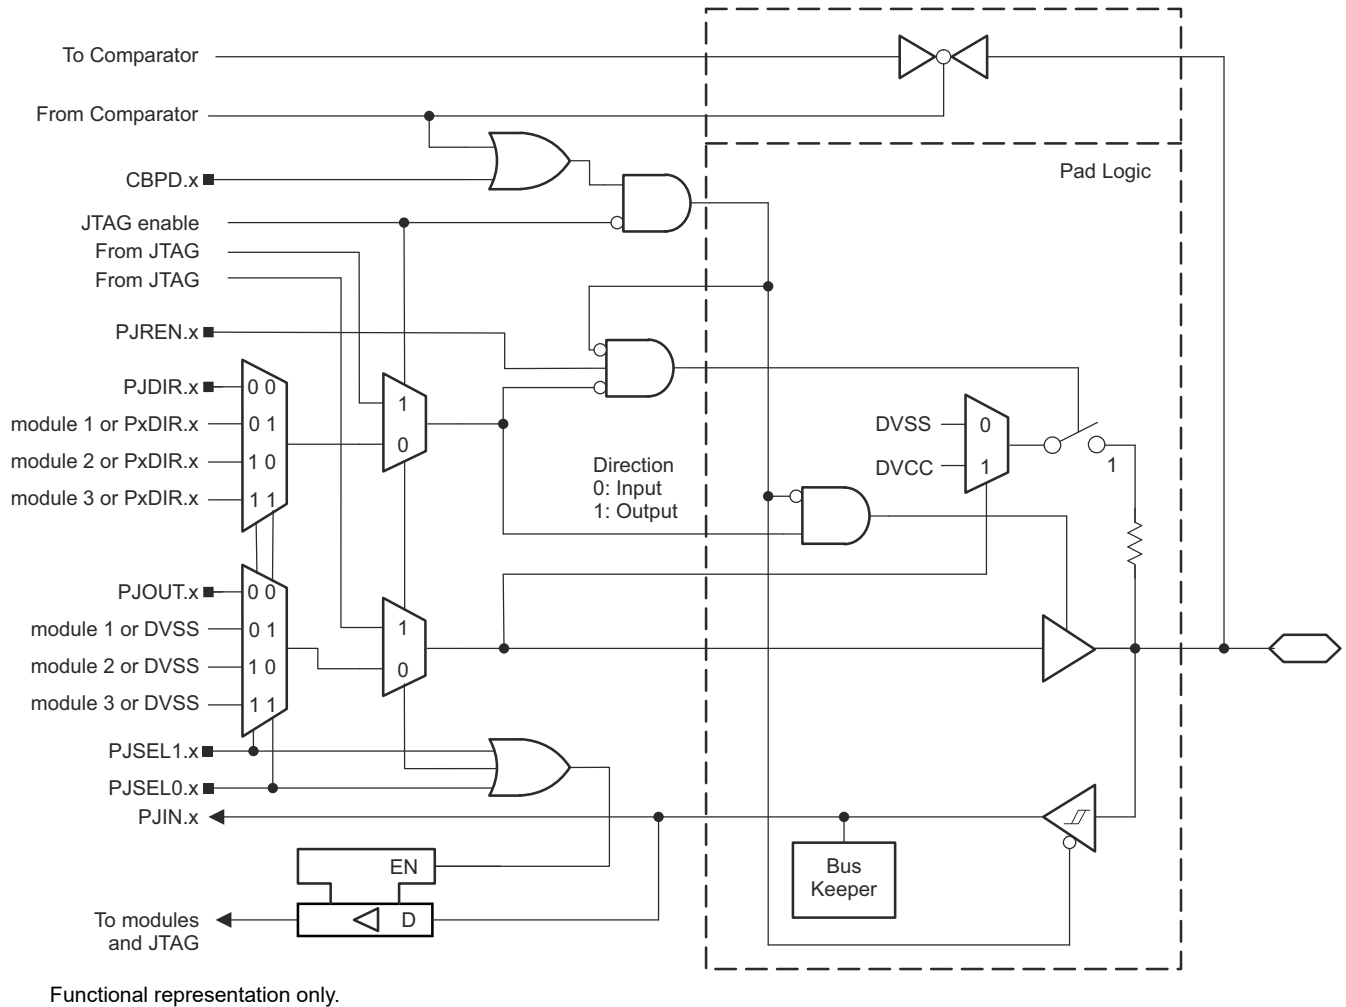 To Comparator
From Comparator
Pad Logic
CBPD.x
JTAG enable
From JTAG
From JTAG
PJREN.x
PJDIR.x
0 0
module 1 or PxDIR.x
0 1
module 2 or PxDIR.x
1 0
module 3 or PxDIR.x
1 1
1
0
Direction
0: Input
1: Output
DVSS
0
DVCC
1
1
PJOUT.x
0 0
module 1 or DVSS
0 1
module 2 or DVSS
1 0
module 3 or DVSS
1 1
1
0
PJSEL1.x
PJSEL0.x
PJIN.x
EN
D
Bus
Keeper
To modules
and JTAG
Functional representation only.